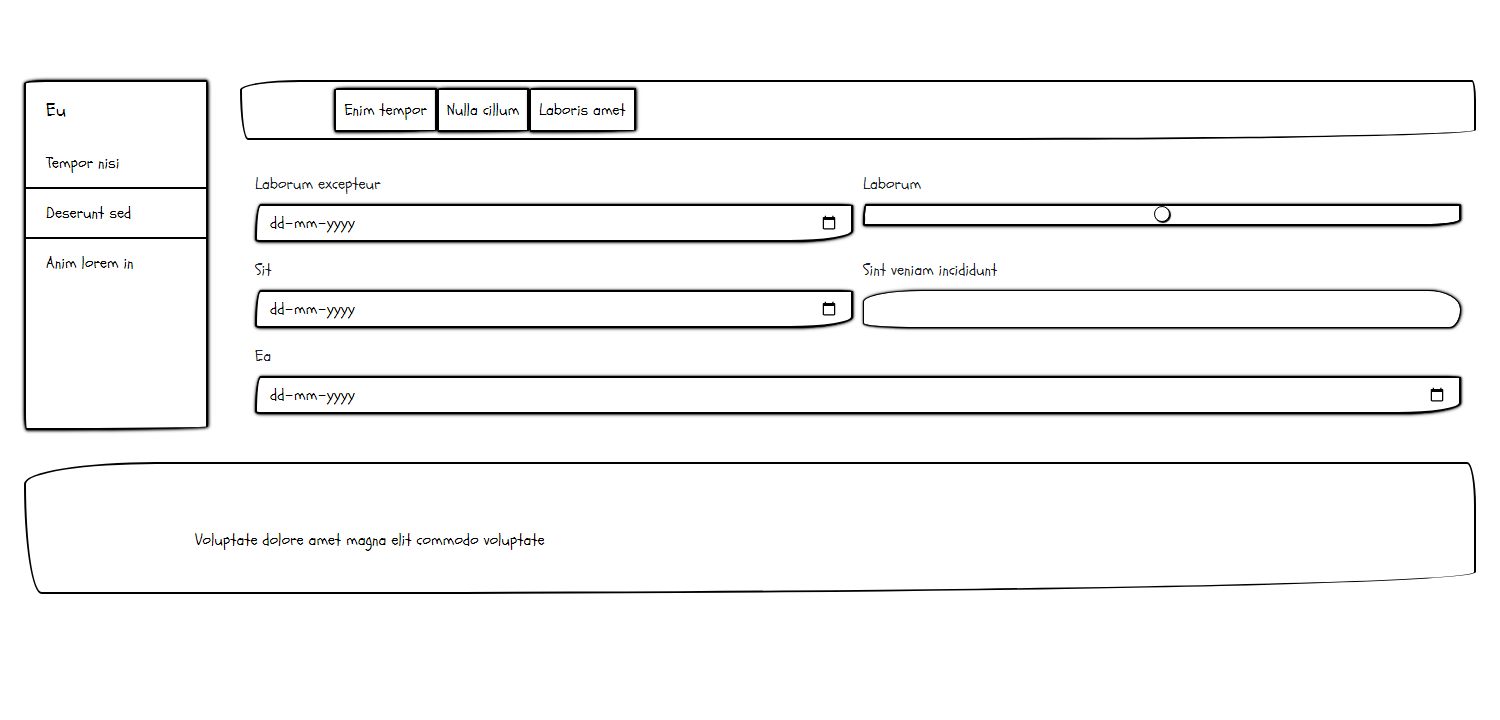 Eu
Tempor nisi
Deserunt sed
Anim lorem in
Enim tempor Nulla cillum Laboris amet
Laborum excepteur
dd-mm-yyyy
Laborum
Sit
dd-mm-yyyy
Sint veniam incididunt
Ea
dd-mm-yyyy
Voluptate dolore amet magna elit commodo voluptate